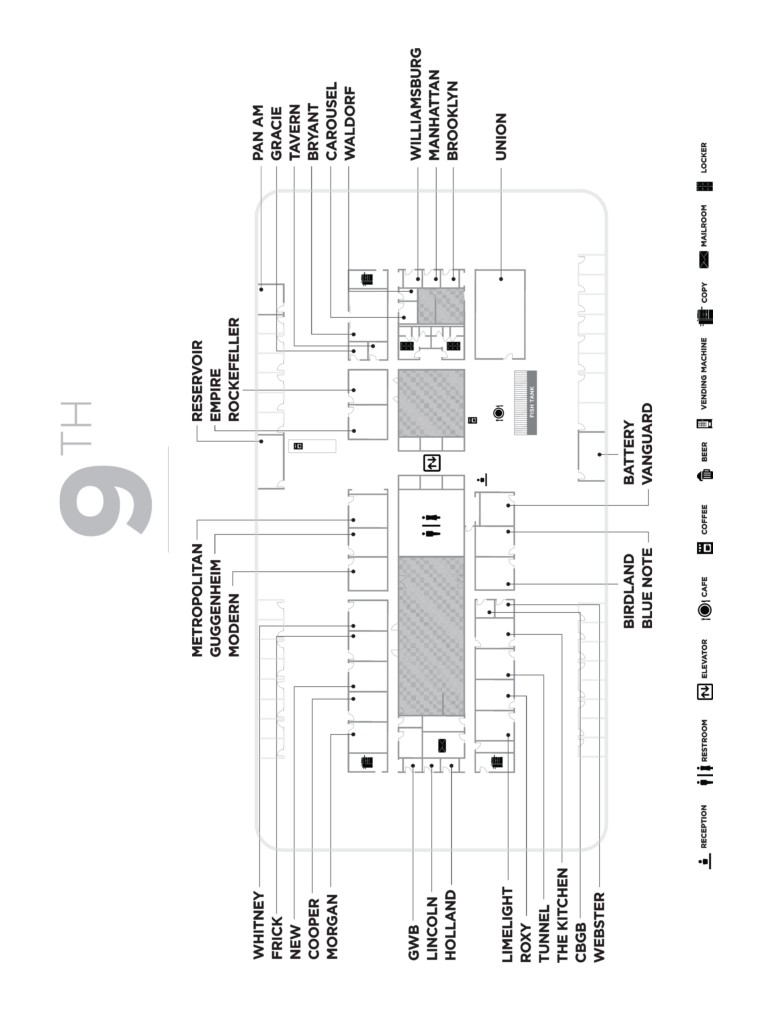 9TH
PAN AM
GRACIE
TAVERN
BRYANT
CAROUSEL
WALDORF
WILLIAMSBURG
MANHATTAN
BROOKLYN
UNION
RESERVOIR
EMPIRE
ROCKEFELLER
METROPOLITAN
GUGGENHEIM
MODERN
FISH TANK
BATTERY
VANGUARD
BIRDLAND
BLUE NOTE
WHITNEY
FRICK
NEW
COOPER
MORGAN
GWB
LINCOLN
HOLLAND
LIMELIGHT
ROXY
TUNNEL
THE KITCHEN
CBGB
WEBSTER
RECEPTION
RESTROOM
ELEVATOR
CAFE
COFFEE
BEER
VENDING MACHINE
COPY
MAILROOM
LOCKER